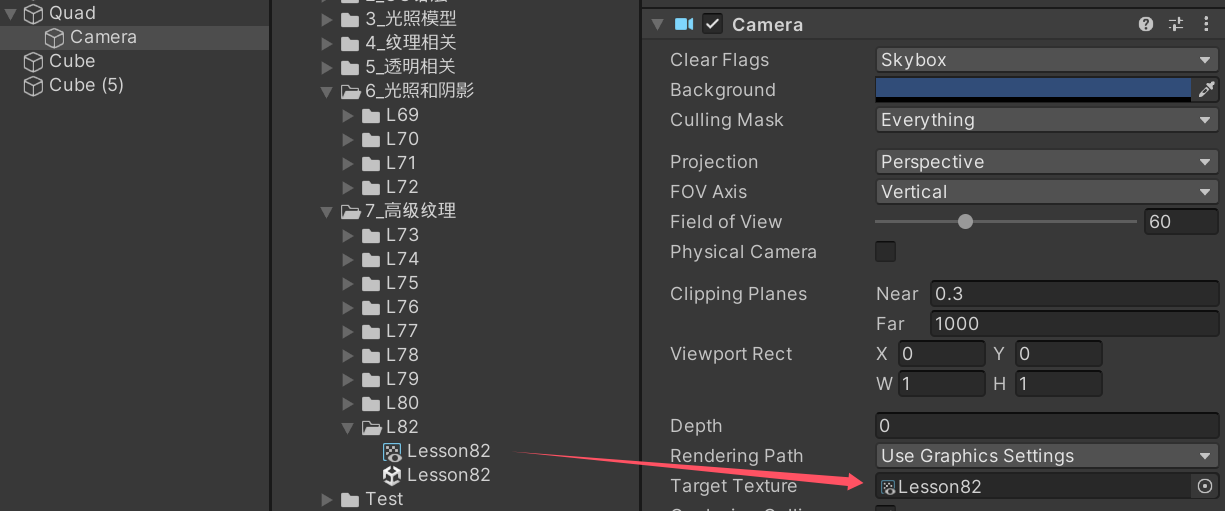 Quad
Camera
Cube
Cube (5)
3_光照模型
4_纹理相关
5_透明相关
6_光照和阴影
L69
L70
L71
L72
7_高级纹理
L73
L74
L75
L76
L77
L78
L79
L80
L82
Lesson82
Lesson82
Test
Camera
Clear Flags Skybox
Background
Culling Mask Everything
Projection Perspective
FOV Axis Vertical
Field of View 60
Physical Camera
Clipping Planes Near 0.3
Far 1000
Viewport Rect X 0 Y 0
W 1 H 1
Depth 0
Rendering Path Use Graphics Settings
Target Texture Lesson82